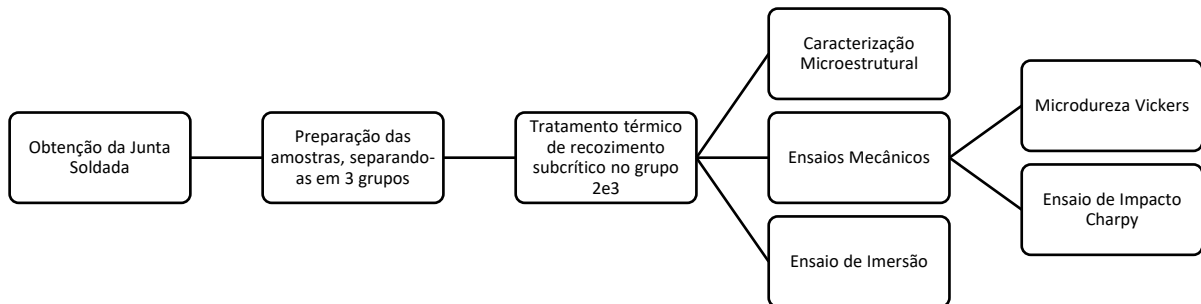 Obtenção da Junta
Soldada
Preparação das
amostras, separando-
as em 3 grupos
Tratamento térmico
de recozimento
subcrítico no grupo
2e3
Caracterização
Microestrutural
Ensaios Mecânicos
Ensaio de Imersão
Microdureza Vickers
Ensaio de Impacto
Charpy